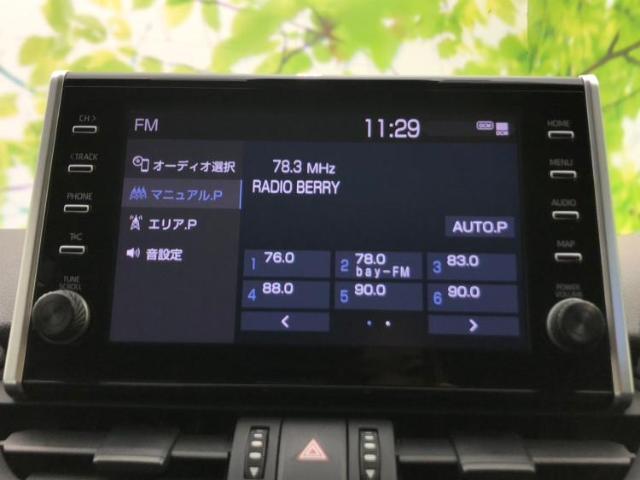 CH >
< TRACK
PHONE
T·C
TUNE
SCROLL
FM
11:29
DCM
オーディオ選択
マニュアル.P
エリア.P
音設定
78.3 MHz
RADIO BERRY
AUTO.P
1 76.0
2 78.0
bay-FM
3 83.0
4 88.0
5 90.0
6 90.0
<
>
HOME
MENU
AUDIO
MAP
POWER
VOLUME